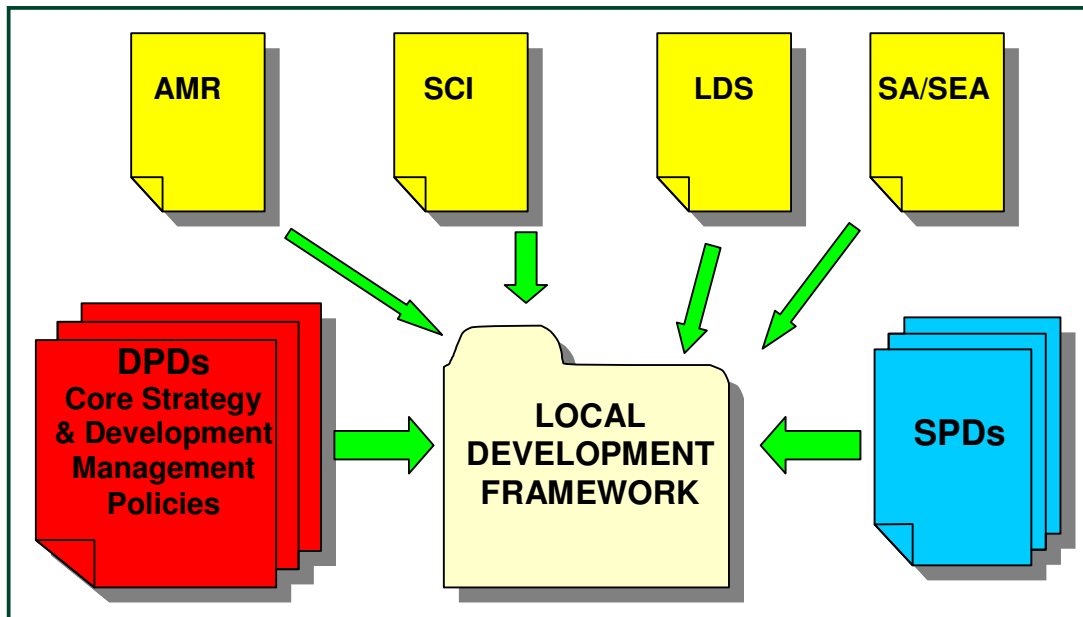 AMR
SCI
LDS
SA/SEA
DPDs
Core Strategy
& Development
Management
Policies
LOCAL
DEVELOPMENT
FRAMEWORK
SPDs